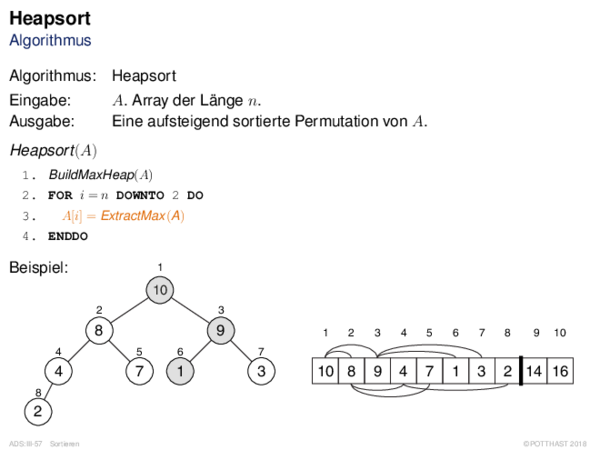 Heapsort
Algorithmus
Algorithmus: Heapsort
Eingabe: A. Array der Länge n.
Ausgabe: Eine aufsteigend sortierte Permutation von A.
Heapsort(A)
1. BuildMaxHeap(A)
2. FOR i = n DOWNTO 2 DO
3. A[i] = ExtractMax(A)
4. ENDDO
Beispiel:
1
10
2 3
8 9
4 5 6 7
4 7 1 3
8
2
1 2 3 4 5 6 7 8 9 10
10 8 9 4 7 1 3 2 14 16
ADS:III-57 Sortieren
©POTTHAST 2018